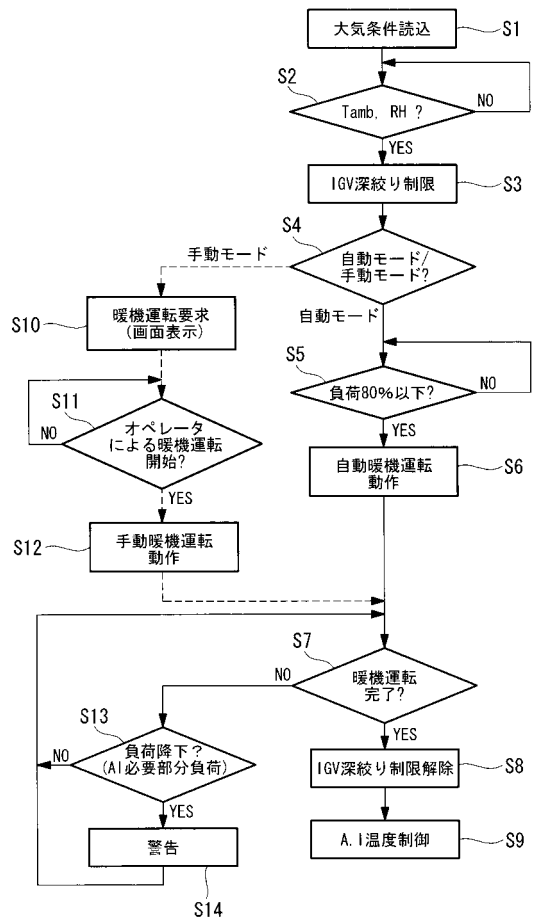 大気条件読込
S1
S2
Tamb, RH ?
NO
YES
IGV深絞り制限
S3
S4
手動モード
自動モード/
手動モード?
自動モード
S10
暖機運転要求
(画面表示)
S5
負荷80%以下?
NO
S11
オペレータ
による暖機運転
開始?
NO
YES
YES
自動暖機運転
動作
S6
S12
手動暖機運転
動作
S7
NO
暖機運転
完了?
S13
YES
NO
負荷降下?
(AI必要部分負荷)
IGV深絞り制限解除
S8
YES
警告
A.I温度制御
S9
S14